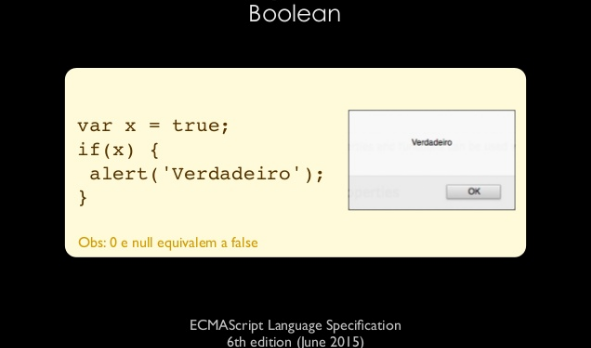 Boolean
var x = true;
if(x) {
alert('Verdadeiro');
}
Verdadeiro
OK
Obs: 0 e null equivalem a false
ECMAScript Language Specification
6th edition (June 2015)